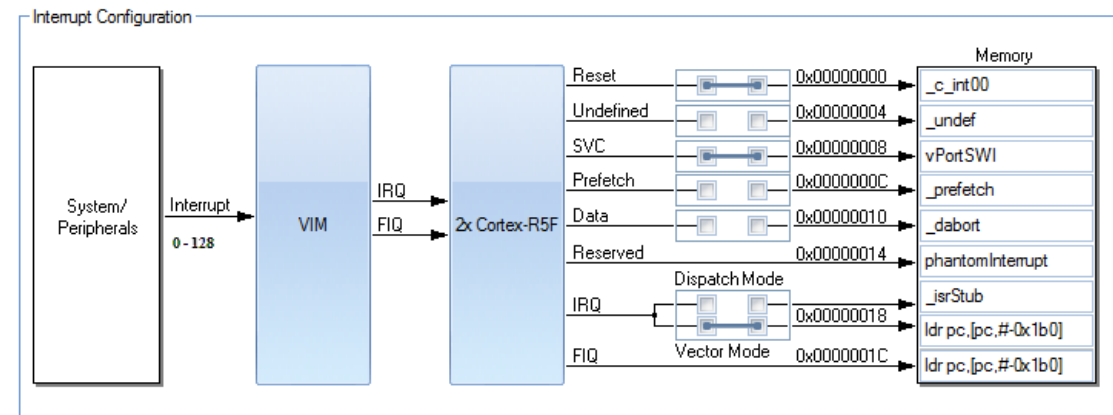 Interrupt Configuration
Memory
System/
Peripherals
Interrupt
0 - 128
VIM
IRQ
FIQ
2x Cortex-R5F
Reset 0x00000000 _c_int00
Undefined 0x00000004 _undef
SVC 0x00000008 vPortSWI
Prefetch 0x0000000C _prefetch
Data 0x00000010 _dabort
Reserved 0x00000014 phantomInterrupt
Dispatch Mode
_isrStub
IRQ 0x00000018 ldr pc,[pc,#-0x1b0]
Vector Mode
FIQ 0x0000001C ldr pc,[pc,#-0x1b0]